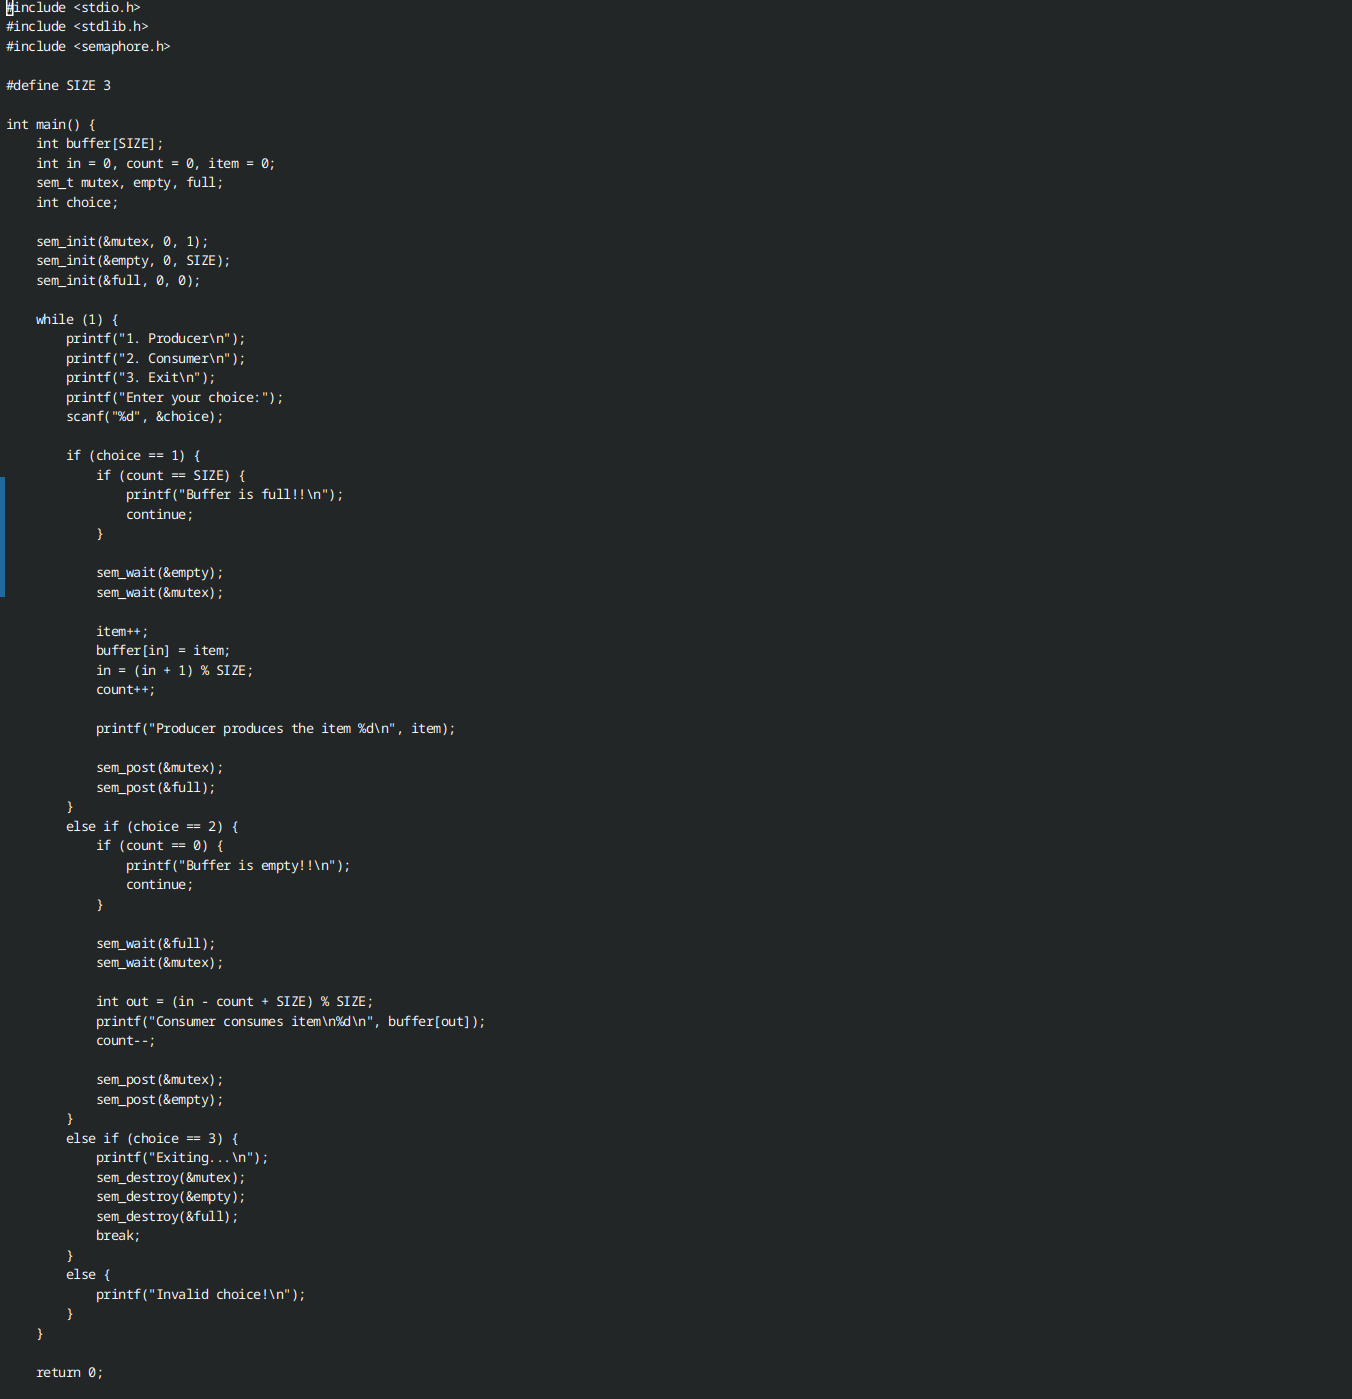 #include <stdio.h>
#include <stdlib.h>
#include <semaphore.h>

#define SIZE 3

int main() {
    int buffer[SIZE];
    int in = 0, count = 0, item = 0;
    sem_t mutex, empty, full;
    int choice;

    sem_init(&mutex, 0, 1);
    sem_init(&empty, 0, SIZE);
    sem_init(&full, 0, 0);

    while (1) {
        printf("1. Producer\n");
        printf("2. Consumer\n");
        printf("3. Exit\n");
        printf("Enter your choice:");
        scanf("%d", &choice);

        if (choice == 1) {
            if (count == SIZE) {
                printf("Buffer is full!!\n");
                continue;
            }

            sem_wait(&empty);
            sem_wait(&mutex);

            item++;
            buffer[in] = item;
            in = (in + 1) % SIZE;
            count++;

            printf("Producer produces the item %d\n", item);

            sem_post(&mutex);
            sem_post(&full);
        }
        else if (choice == 2) {
            if (count == 0) {
                printf("Buffer is empty!!\n");
                continue;
            }

            sem_wait(&full);
            sem_wait(&mutex);

            int out = (in - count + SIZE) % SIZE;
            printf("Consumer consumes item\n%d\n", buffer[out]);
            count--;

            sem_post(&mutex);
            sem_post(&empty);
        }
        else if (choice == 3) {
            printf("Exiting...\n");
            sem_destroy(&mutex);
            sem_destroy(&empty);
            sem_destroy(&full);
            break;
        }
        else {
            printf("Invalid choice!\n");
        }
    }

    return 0;